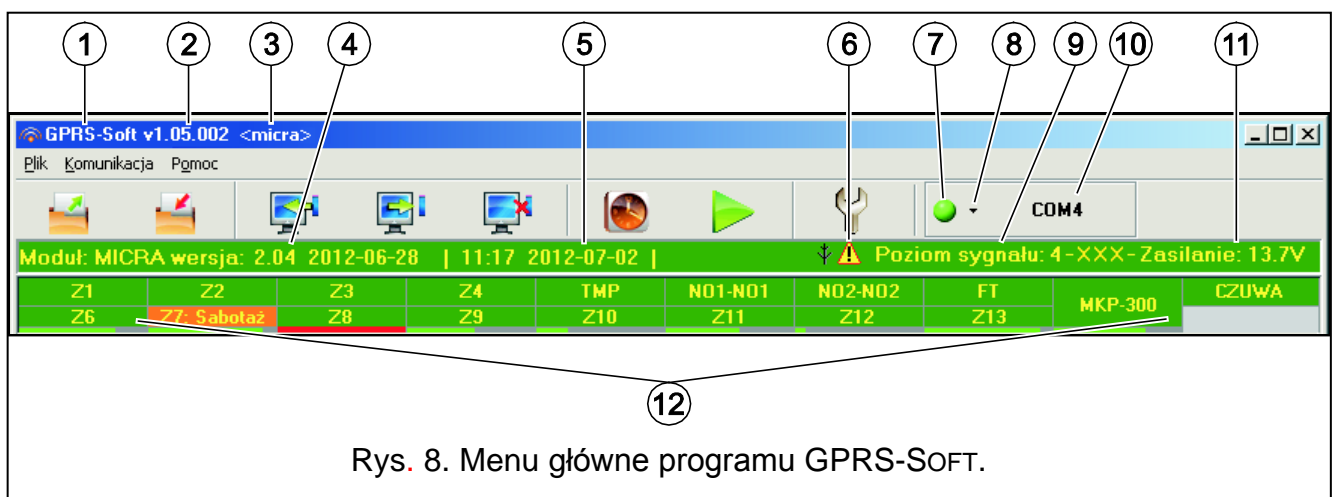 1 2 3 4 5 6 7 8 9 10 11
GPRS-Soft v1.05.002 <micra>
Plik Komunikacja Pomoc
COM4
Moduł: MICRA wersja: 2.04 2012-06-28 | 11:17 2012-07-02 | Poziom sygnału: 4 -XXX- Zasilanie: 13.7V
Z1 Z2 Z3 Z4 TMP NO1-NO1 NO2-NO2 FT MKP-300 CZUWA
Z6 Z7: Sabotaż Z8 Z9 Z10 Z11 Z12 Z13
12
Rys. 8. Menu główne programu GPRS-SOFT.